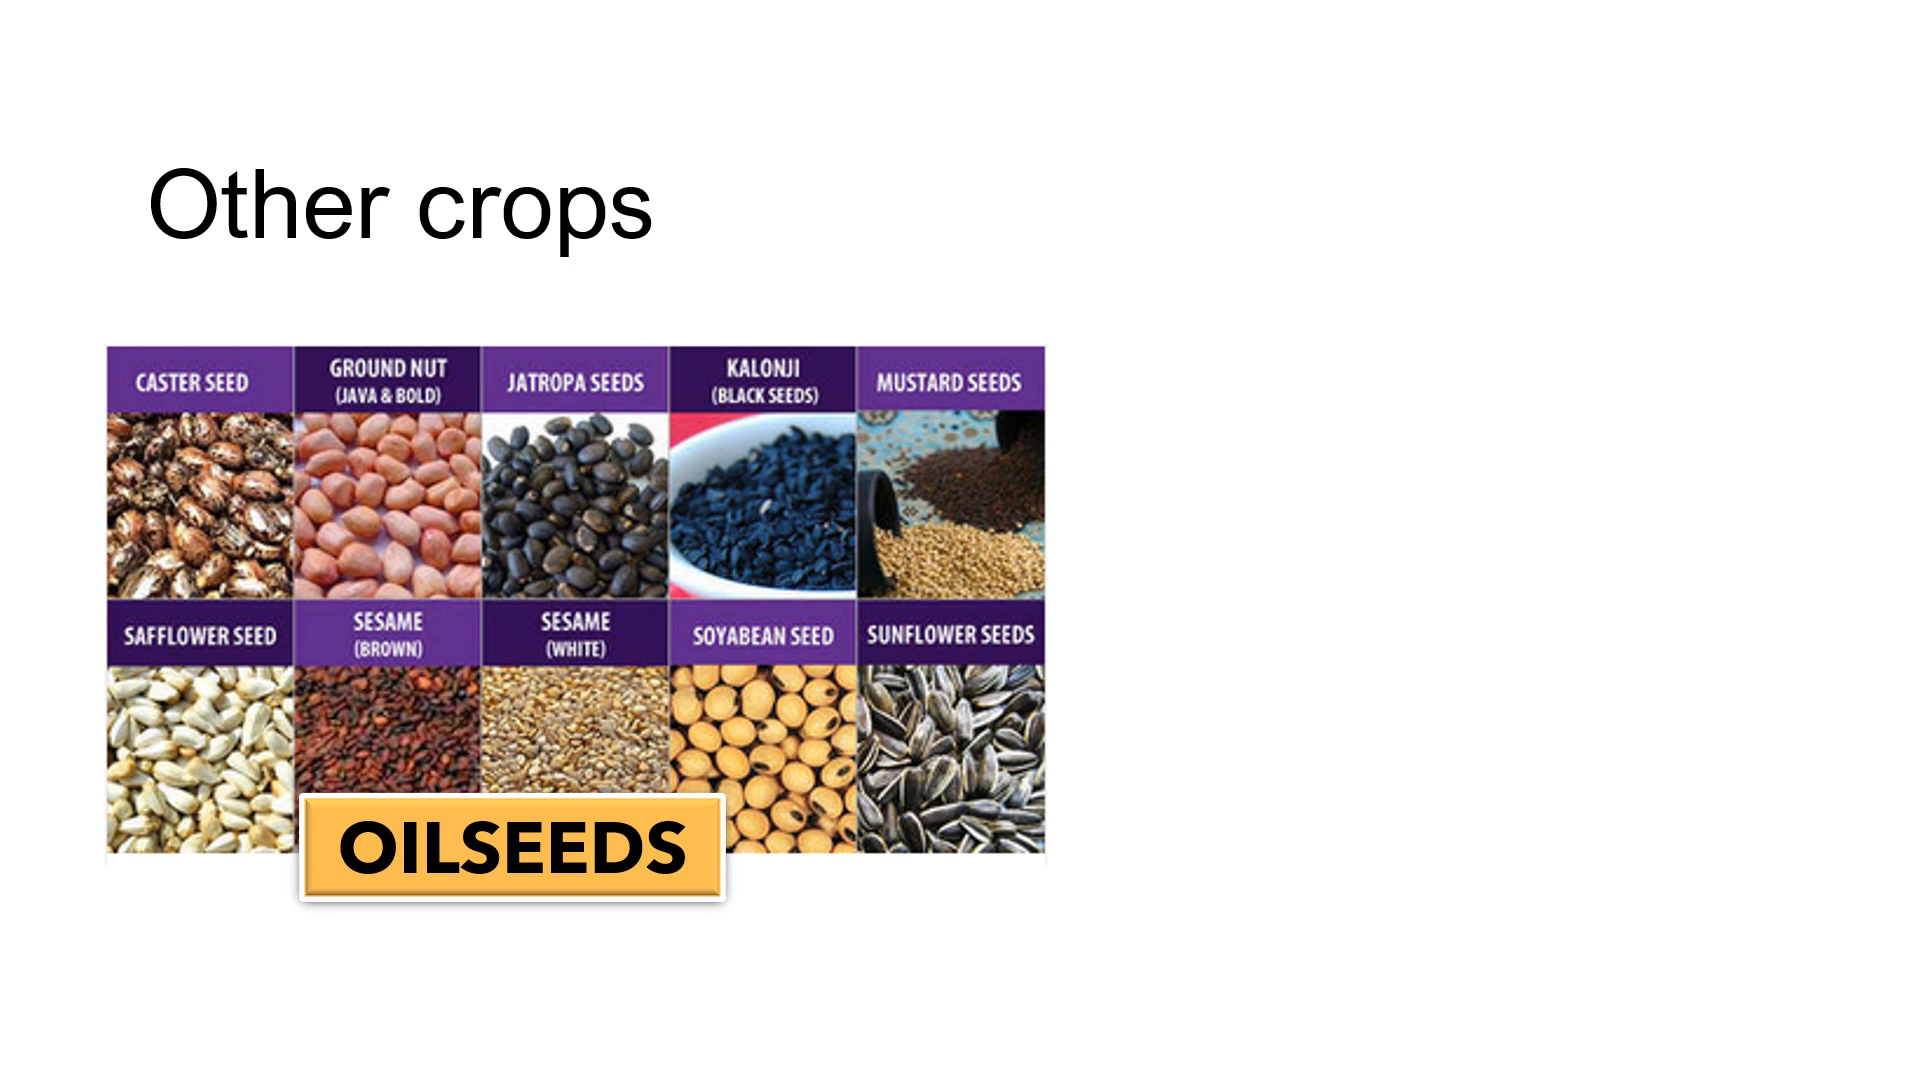 Other crops
CASTER SEED
GROUND NUT
(JAVA & BOLD)
JATROPA SEEDS
KALONJI
(BLACK SEEDS)
MUSTARD SEEDS
SAFFLOWER SEED
SESAME
(BROWN)
SESAME
(WHITE)
SOYABEAN SEED
SUNFLOWER SEEDS
OILSEEDS